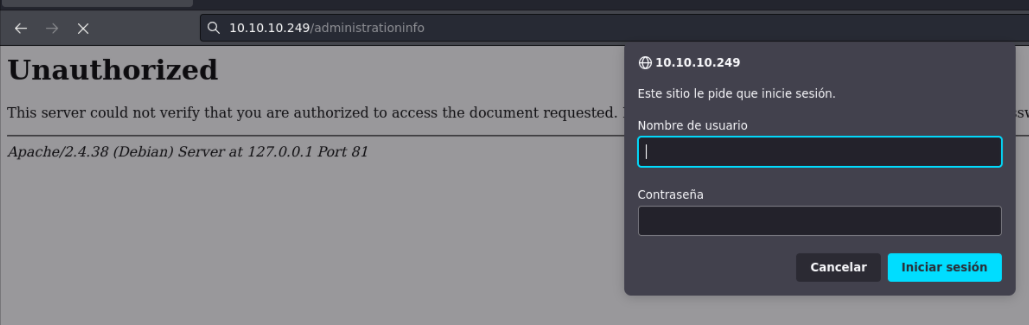 10.10.10.249/administrationinfo
10.10.10.249
Este sitio le pide que inicie sesión.
Nombre de usuario
Contraseña
Cancelar
Iniciar sesión
Unauthorized
This server could not verify that you are authorized to access the document requested.
Apache/2.4.38 (Debian) Server at 127.0.0.1 Port 81